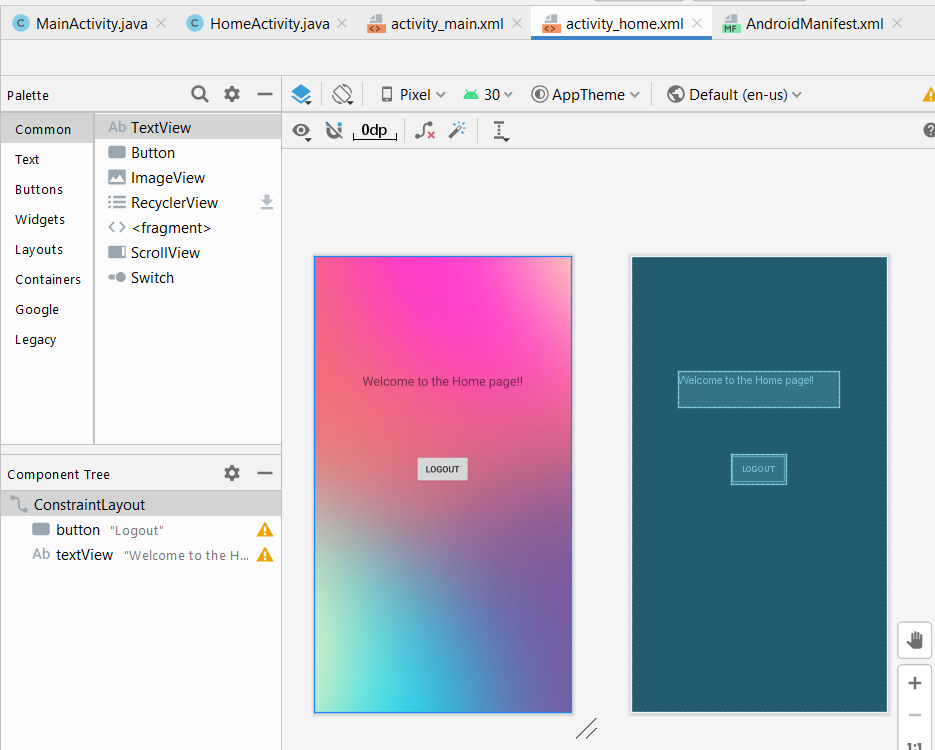 MainActivity.java HomeActivity.java activity_main.xml activity_home.xml AndroidManifest.xml
Palette
Pixel 30 AppTheme Default (en-us)
0dp
Common
Text
Buttons
Widgets
Layouts
Containers
Google
Legacy
Ab TextView
Button
ImageView
RecyclerView
<fragment>
ScrollView
Switch
Component Tree
ConstraintLayout
button "Logout"
Ab textView "Welcome to the H...
Welcome to the Home page!!
LOGOUT
Welcome to the Home page!!
LOGOUT
1:1